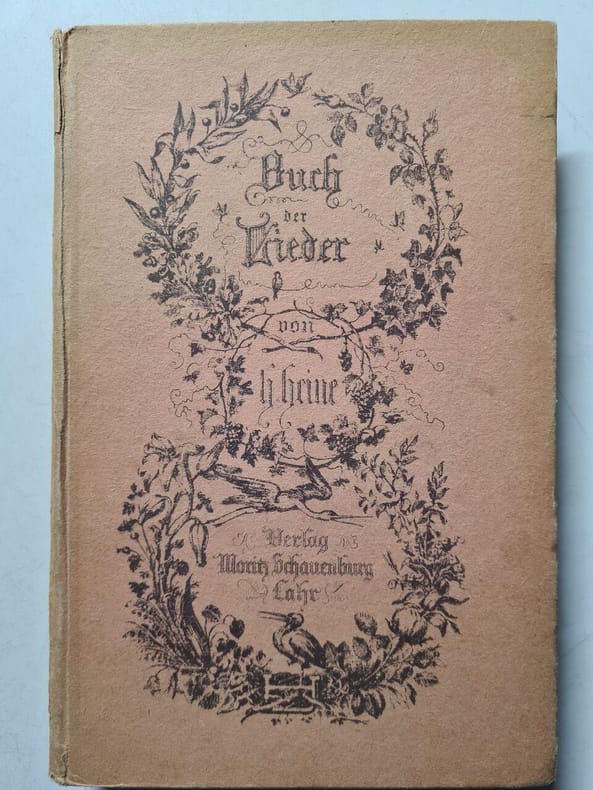 Buch
der
Lieder
von
H. Heine
Verlag
Moritz Schauenburg
Lahr